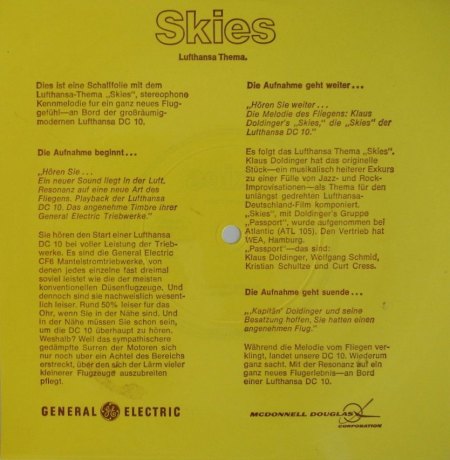 Skies
Lufthansa Thema.
Dies ist eine Schallfolie mit dem
Lufthansa-Thema „Skies", stereophone
Kennmelodie fur ein ganz neues Flug-
gefühl—an Bord der großräumig-
modernen Lufthansa DC 10.
Die Aufnahme beginnt...
„Hören Sie...
Ein neuer Sound liegt in der Luft,
Resonanz auf eine neue Art des
Fliegens. Playback der Lufthansa
DC 10. Das angenehme Timbre ihrer
General Electric Triebwerke."
Sie hören den Start einer Lufthansa
DC 10 bei voller Leistung der Trieb-
werke. Es sind die General Electric
CF6 Mantelstromtriebwerke, von
denen jedes einzelne fast dreimal
soviel leistet wie die der meisten
konventionellen Düsenflugzeuge. Und
dennoch sind sie nachweislich wesent-
lich leiser. Rund 50% leiser für das
Ohr, wenn Sie in der Nähe sind. Und
in der Nähe müssen Sie schon sein,
um die DC 10 überhaupt zu hören.
Weshalb? Weil das sympathischere
gedämpfte Surren der Motoren sich
nur noch uber ein Achtel des Bereichs
erstreckt, über den sich der Lärm vieler
kleinerer Flugzeuge auszubreiten
pflegt.
GENERAL GE ELECTRIC
Die Aufnahme geht weiter...
„Hören Sie weiter...
Die Melodie des Fliegens: Klaus
Doldinger's „Skies," die „Skies" der
Lufthansa DC 10."
Es folgt das Lufthansa Thema „Skies".
Klaus Doldinger hat das originelle
Stück—ein musikalisch heiterer Exkurs
zu einer Fülle von Jazz- und Rock-
Improvisationen—als Thema für den
unlängst gedrehten Lufthansa-
Deutschland-Film komponiert.
„Skies", mit Doldinger's Gruppe
„Passport", wurde aufgenommen bei
Atlantic (ATL 105). Den Vertrieb hat
WEA, Hamburg.
„Passport"—das sind:
Klaus Doldinger, Wolfgang Schmid,
Kristian Schultze und Curt Cress.
Die Aufnahme geht zuende...
„,Kapitän' Doldinger und seine
Besatzung hoffen, Sie hatten einen
angenehmen Flug."
Während die Melodie vom Fliegen ver-
klingt, landet unsere DC 10. Wiederum
ganz sacht. Mit der Resonanz auf ein
ganz neues Flugerlebnis—an Bord
einer Lufthansa DC 10.
MCDONNELL DOUGLAS
CORPORATION